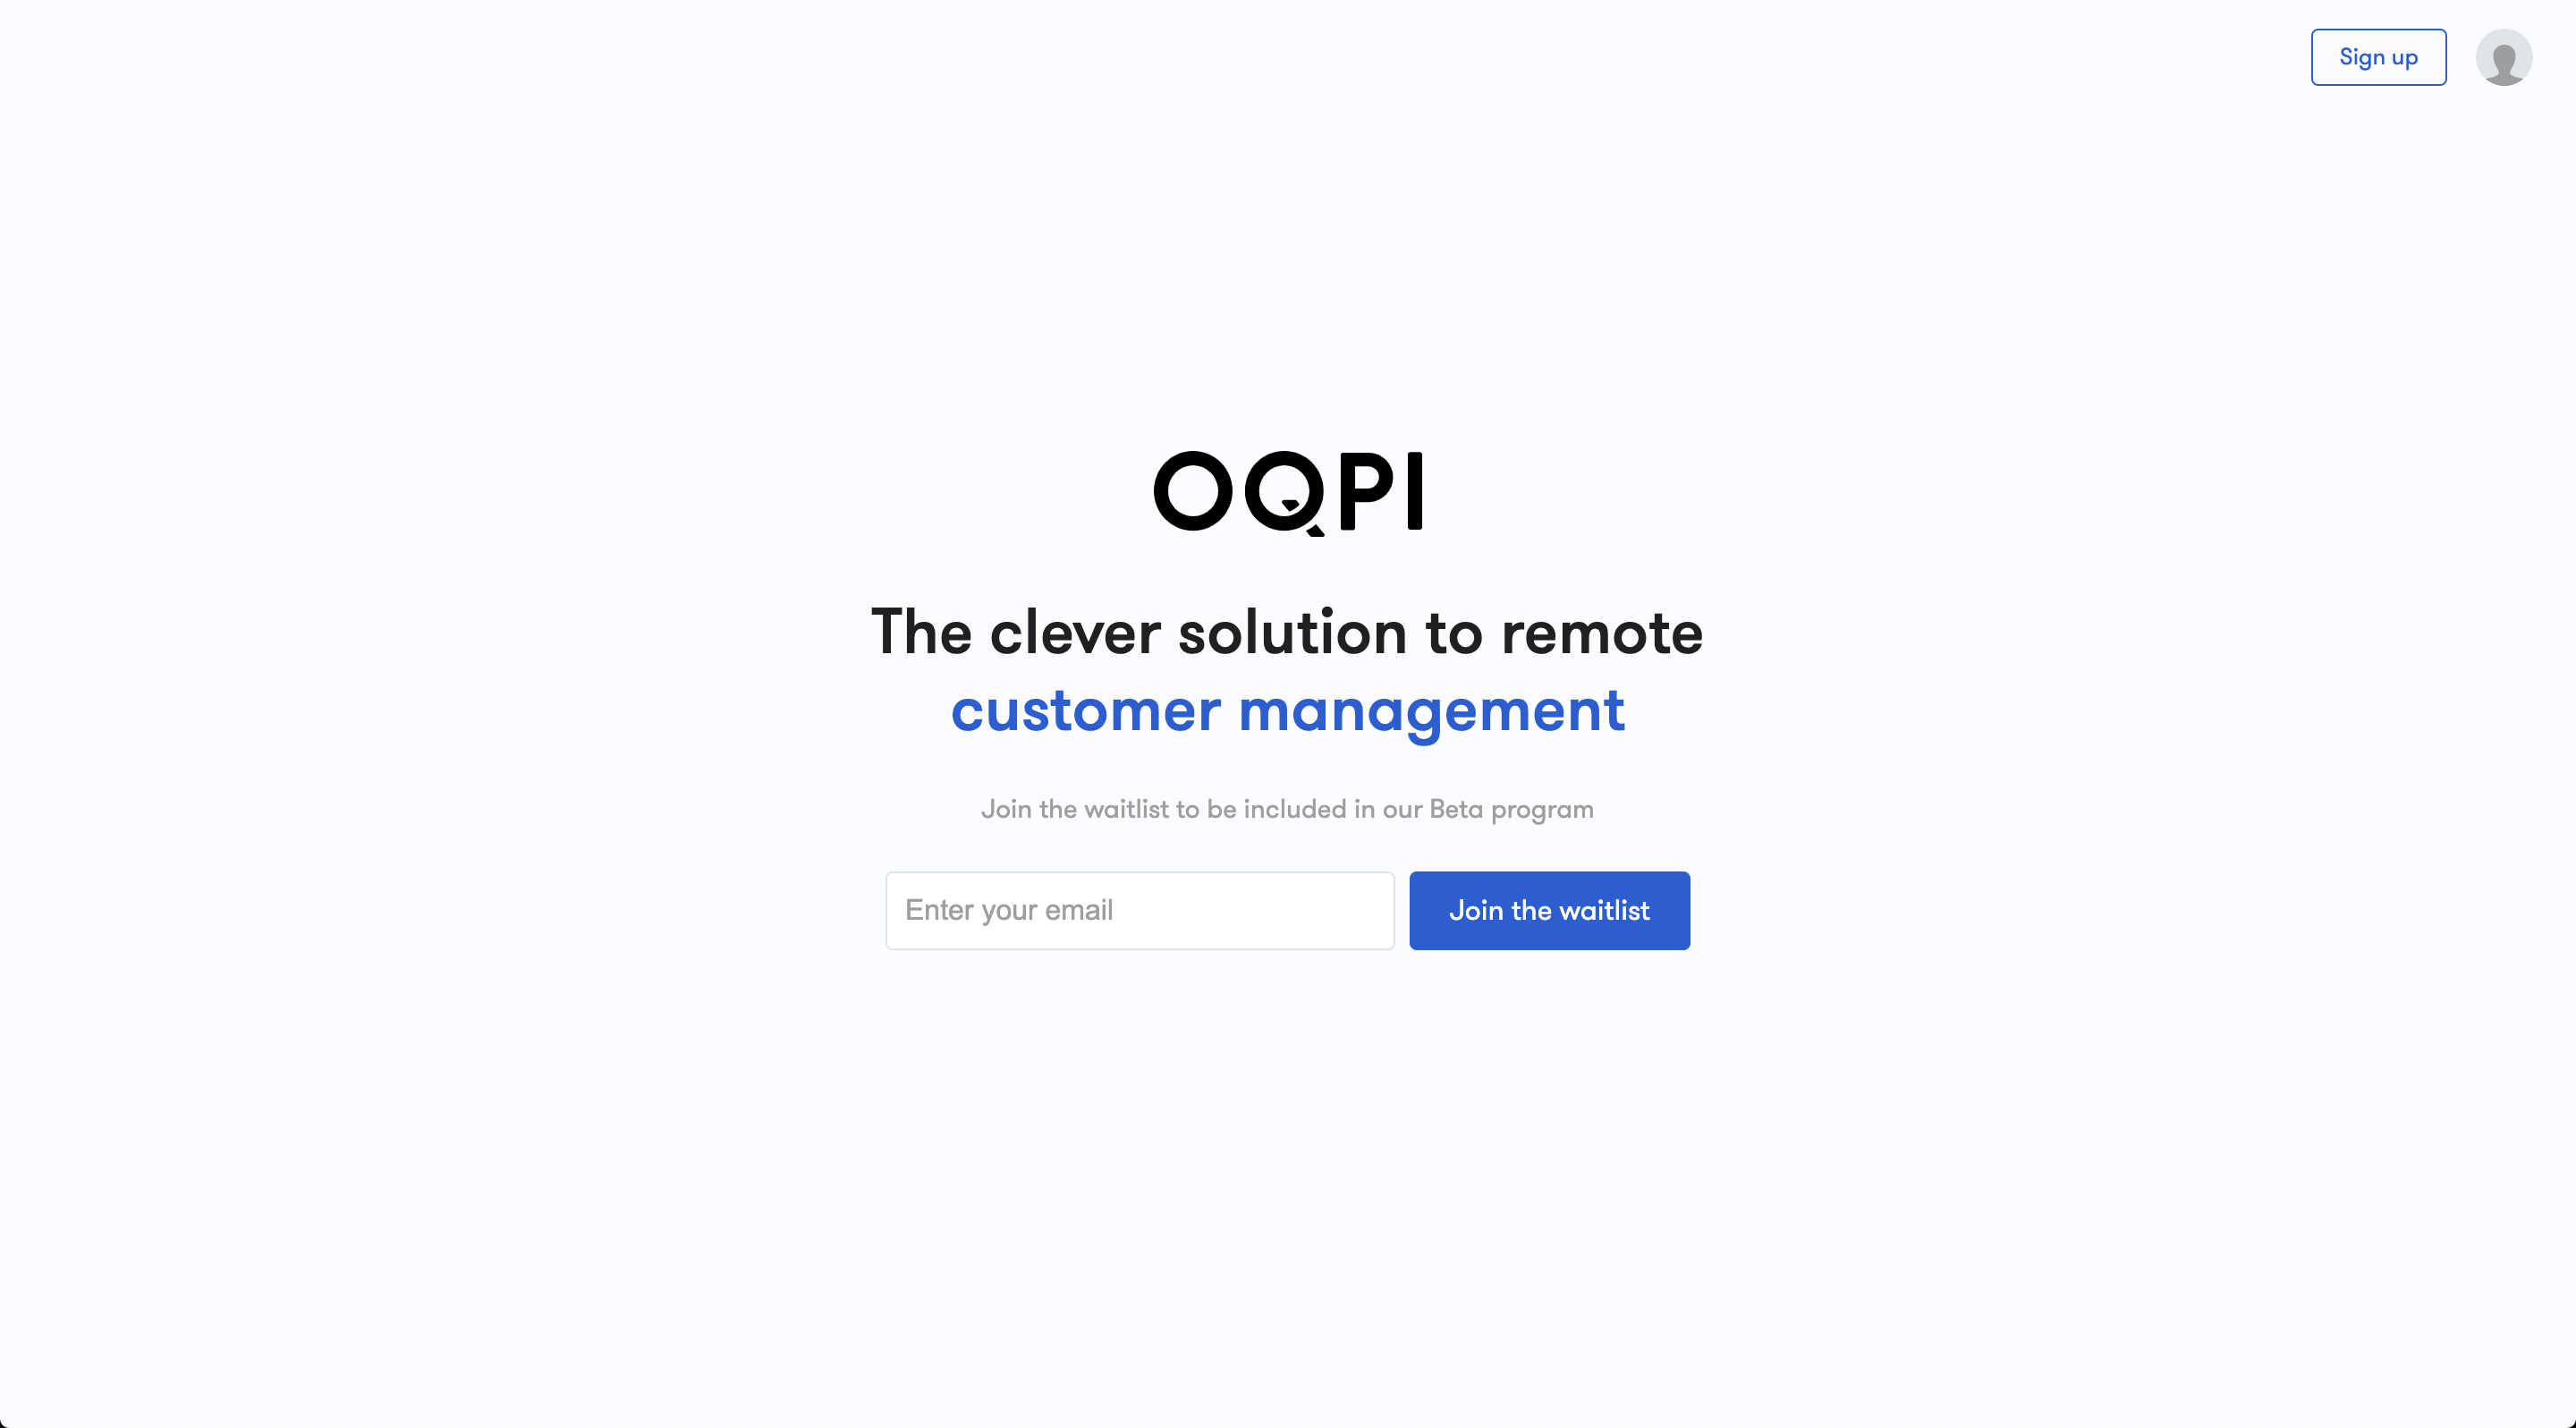 Sign up
OQPI
The clever solution to remote
customer management
Join the waitlist to be included in our Beta program
Enter your email
Join the waitlist